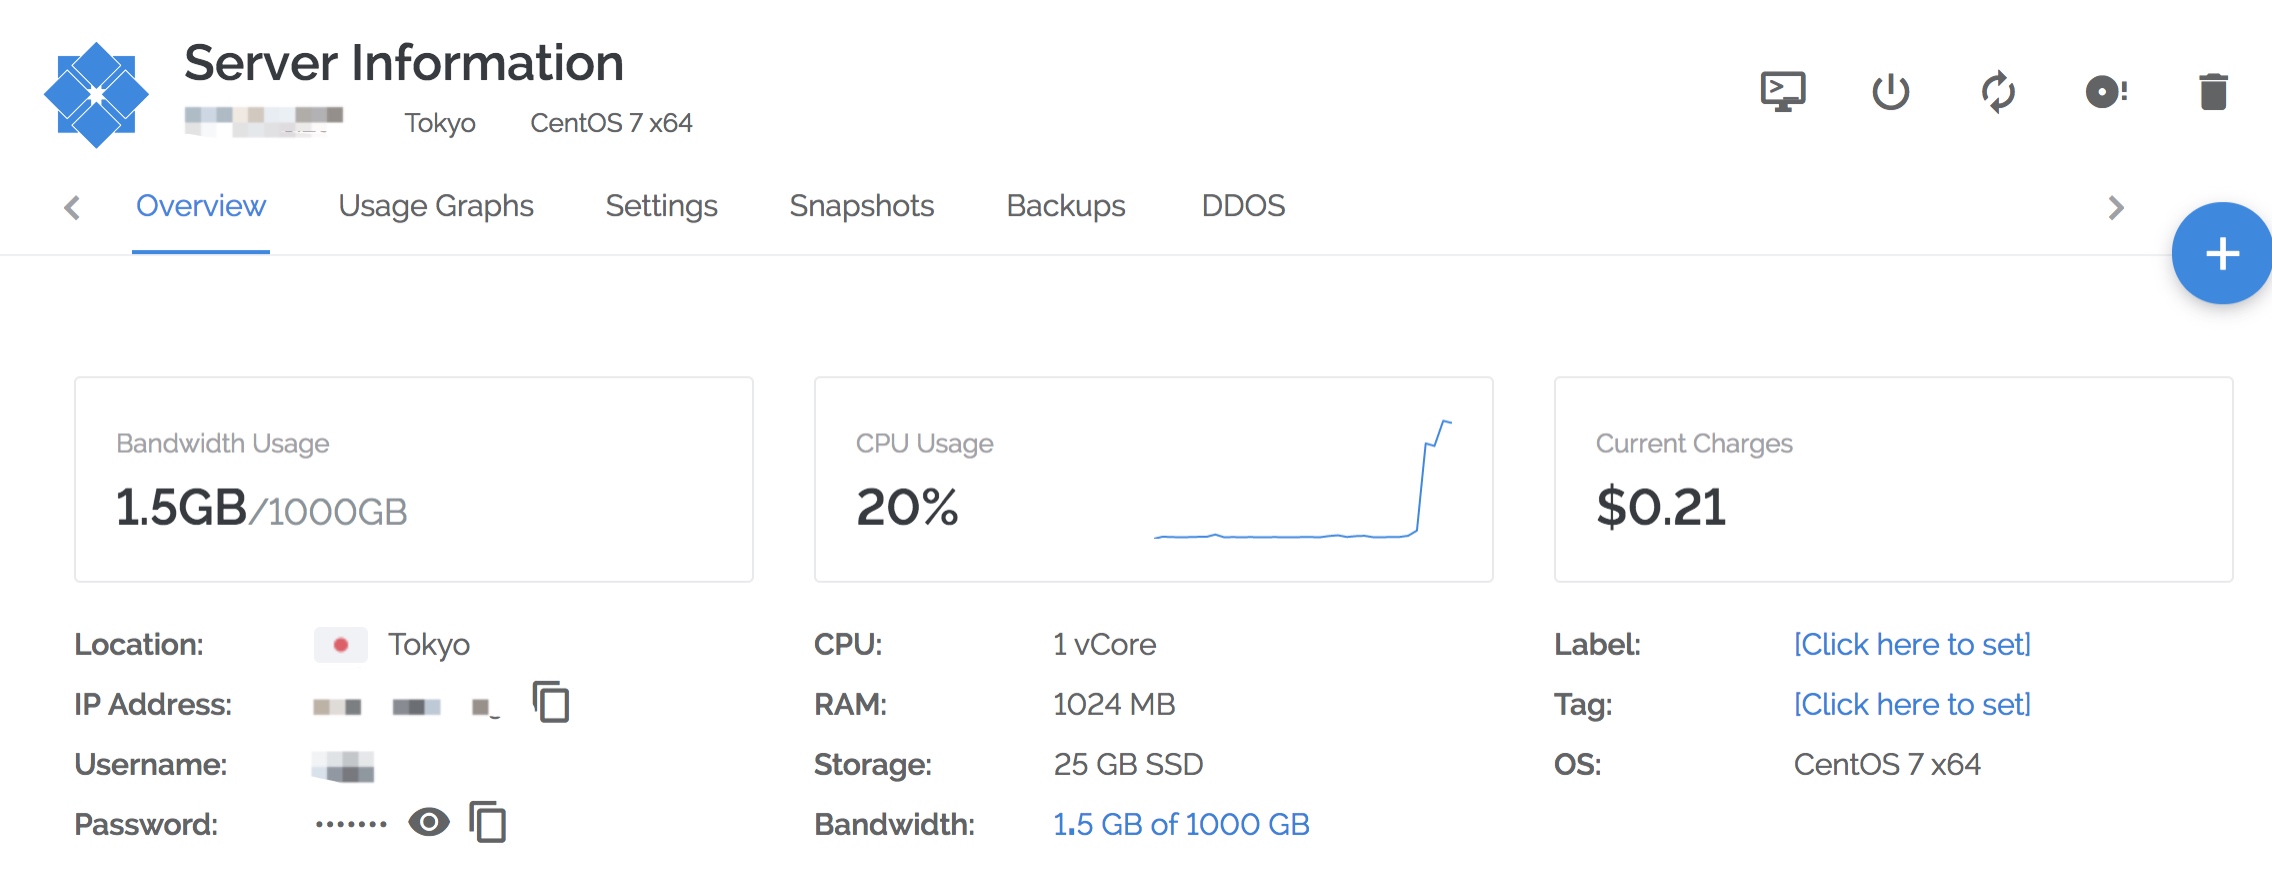 Server Information
Tokyo CentOS 7 x64
Overview Usage Graphs Settings Snapshots Backups DDOS
Bandwidth Usage CPU Usage Current Charges
1.5GB/1000GB 20% $0.21
Location: Tokyo CPU: 1 vCore Label: [Click here to set]
IP Address: RAM: 1024 MB Tag: [Click here to set]
Username: Storage: 25 GB SSD OS: CentOS 7 x64
Password: ······· Bandwidth: 1.5 GB of 1000 GB